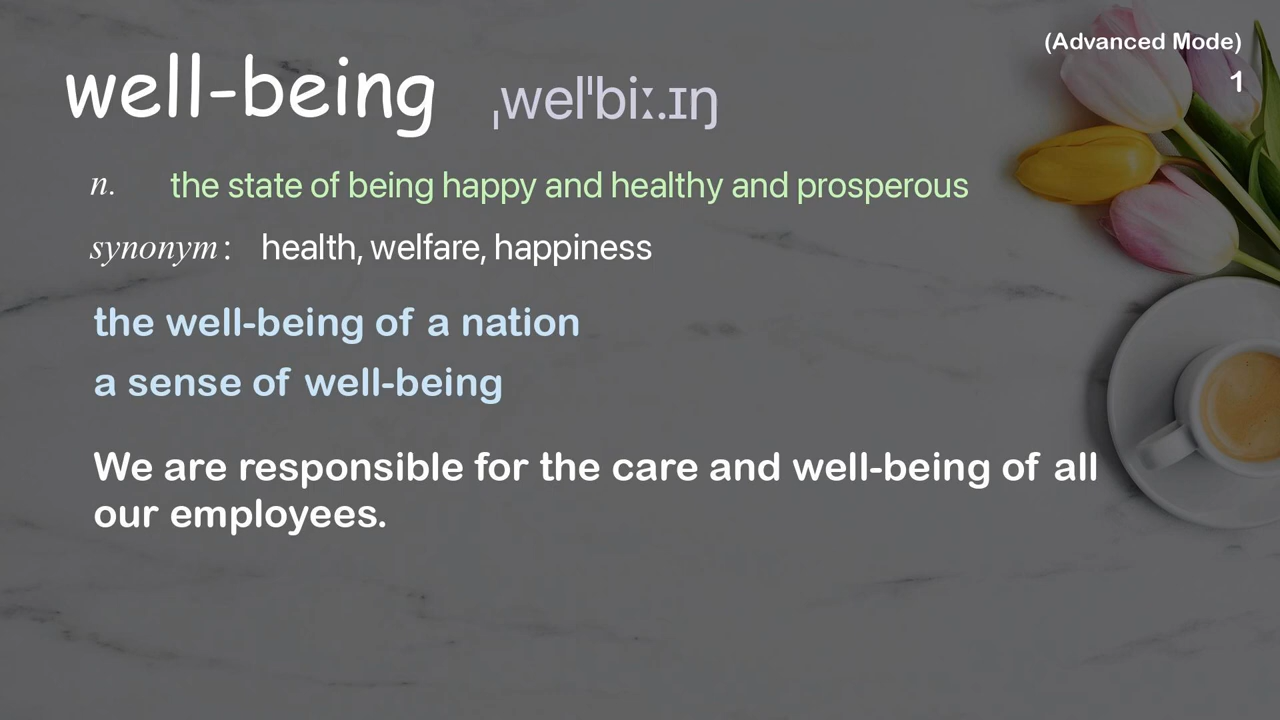 (Advanced Mode)
1
well-being ˌwelˈbiː.ɪŋ
n. the state of being happy and healthy and prosperous
synonym: health, welfare, happiness
the well-being of a nation
a sense of well-being
We are responsible for the care and well-being of all
our employees.